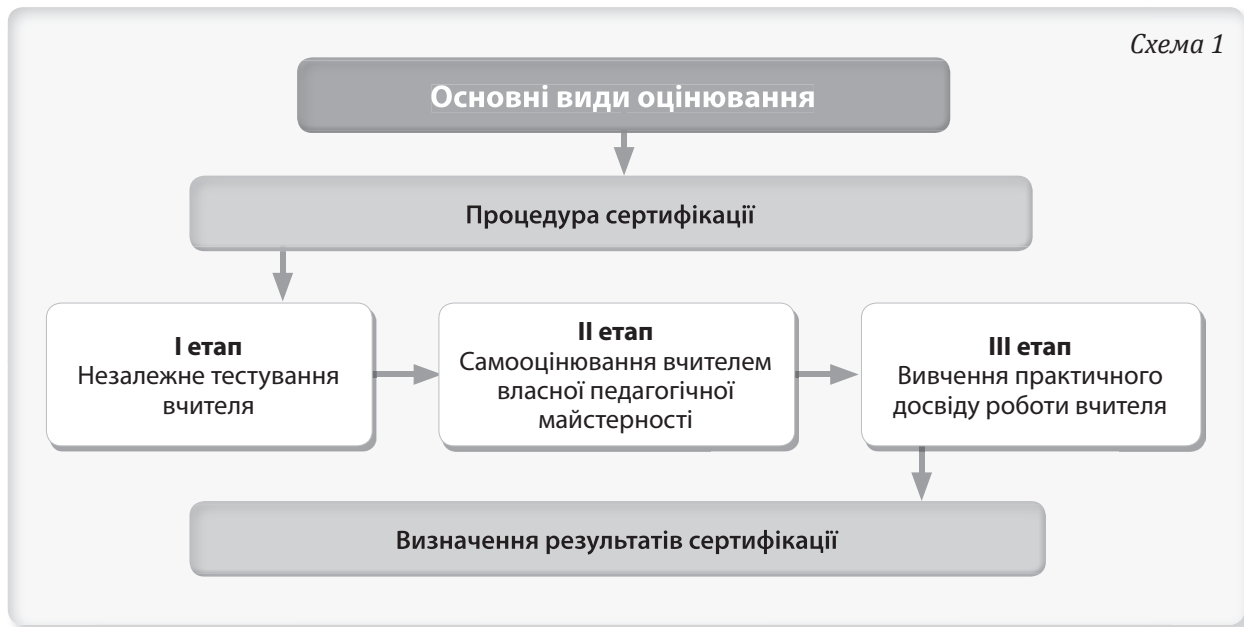 Схема 1
Основні види оцінювання
Процедура сертифікації
I етап
Незалежне тестування
вчителя
II етап
Самооцінювання вчителем
власної педагогічної
майстерності
III етап
Вивчення практичного
досвіду роботи вчителя
Визначення результатів сертифікації